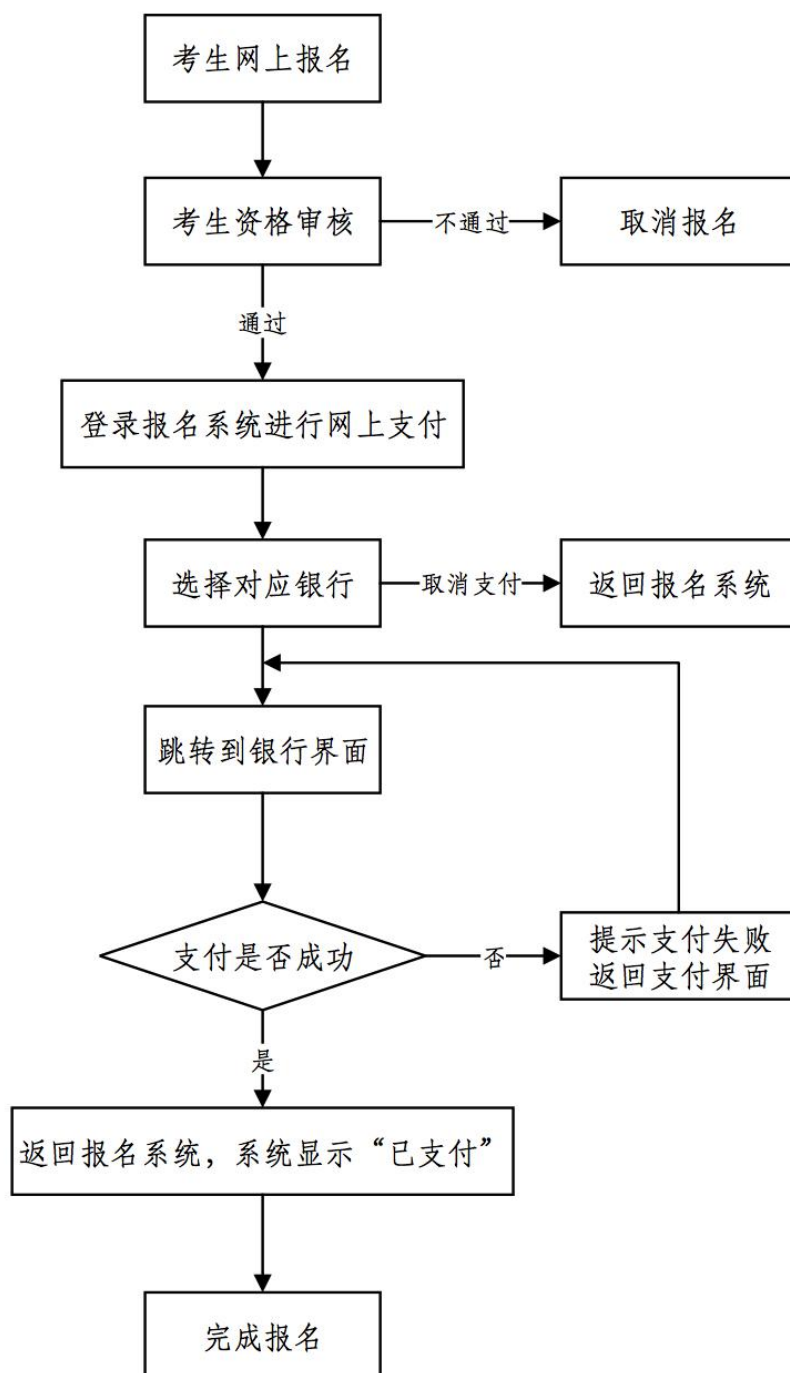 考生网上报名
考生资格审核
不通过
取消报名
通过
登录报名系统进行网上支付
选择对应银行
取消支付
返回报名系统
跳转到银行界面
支付是否成功
否
提示支付失败
返回支付界面
是
返回报名系统，系统显示“已支付”
完成报名